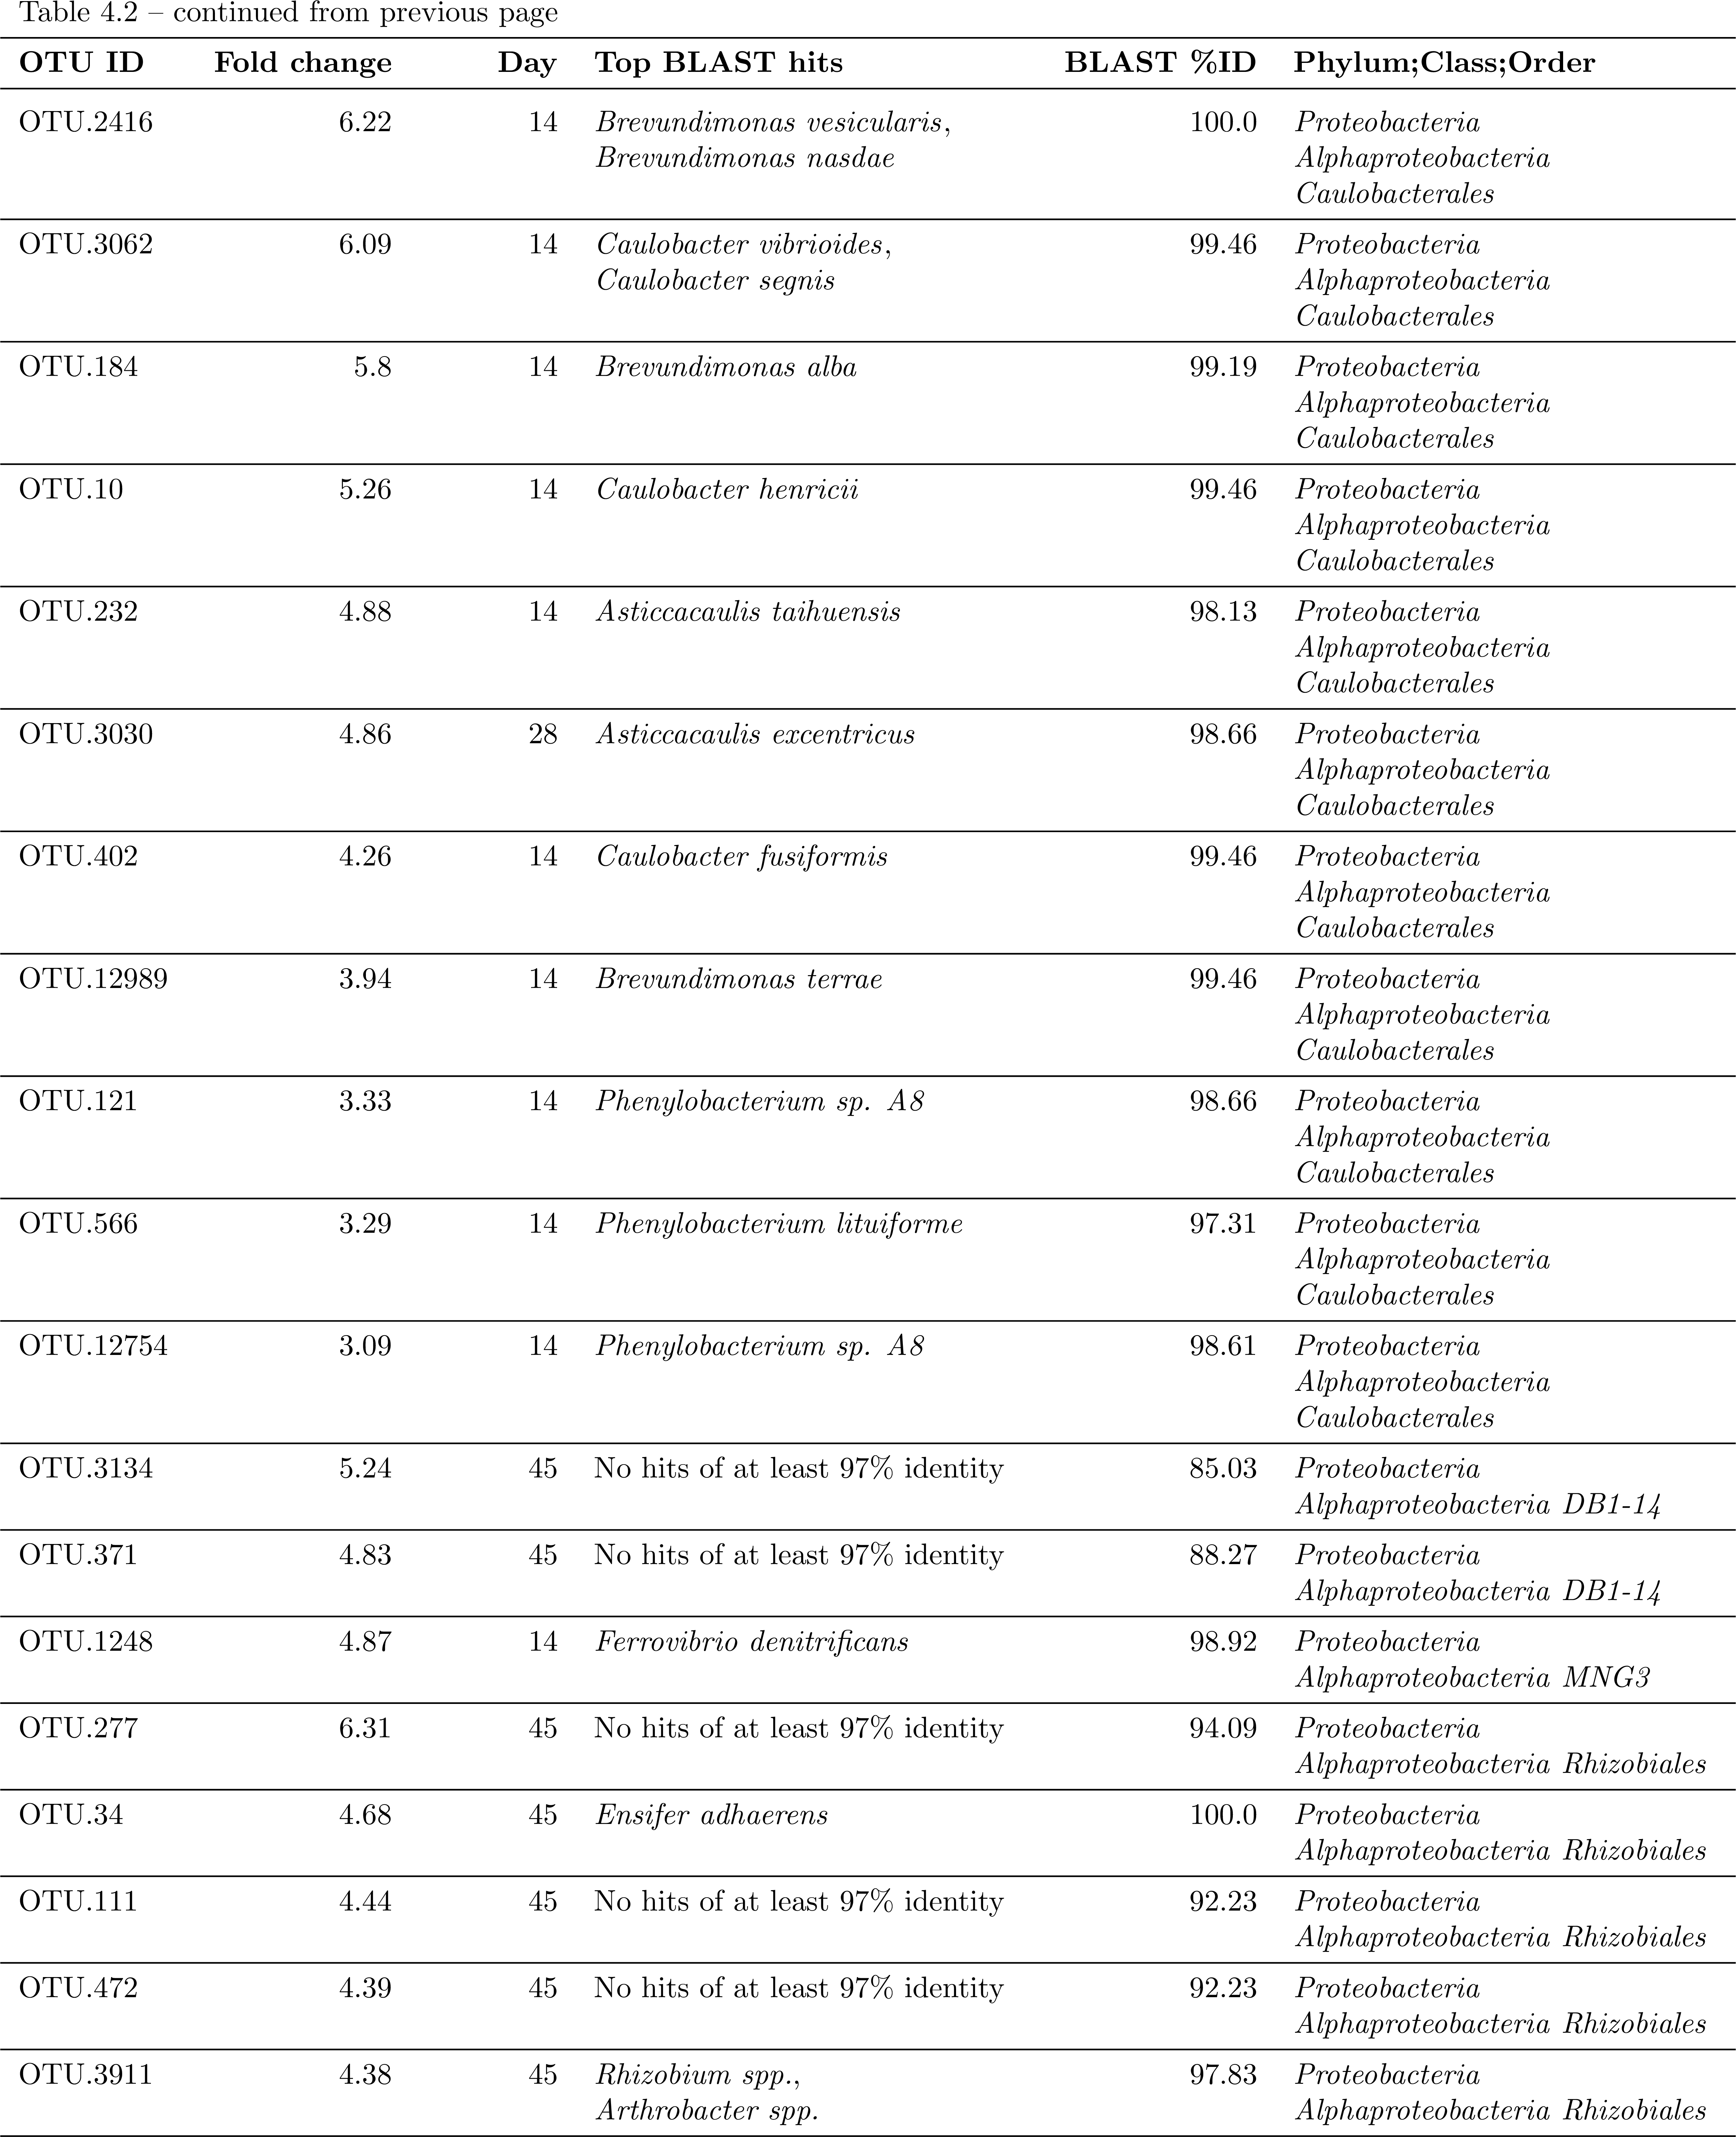 Table 4.2 – continued from previous page
OTU ID Fold change Day Top BLAST hits BLAST %ID Phylum;Class;Order
OTU.2416 6.22 14 Brevundimonas vesicularis, 100.0 Proteobacteria
Brevundimonas nasdae Alphaproteobacteria
Caulobacterales
OTU.3062 6.09 14 Caulobacter vibrioides, 99.46 Proteobacteria
Caulobacter segnis Alphaproteobacteria
Caulobacterales
OTU.184 5.8 14 Brevundimonas alba 99.19 Proteobacteria
Alphaproteobacteria
Caulobacterales
OTU.10 5.26 14 Caulobacter henricii 99.46 Proteobacteria
Alphaproteobacteria
Caulobacterales
OTU.232 4.88 14 Asticcacaulis taihuensis 98.13 Proteobacteria
Alphaproteobacteria
Caulobacterales
OTU.3030 4.86 28 Asticcacaulis excentricus 98.66 Proteobacteria
Alphaproteobacteria
Caulobacterales
OTU.402 4.26 14 Caulobacter fusiformis 99.46 Proteobacteria
Alphaproteobacteria
Caulobacterales
OTU.12989 3.94 14 Brevundimonas terrae 99.46 Proteobacteria
Alphaproteobacteria
Caulobacterales
OTU.121 3.33 14 Phenylobacterium sp. A8 98.66 Proteobacteria
Alphaproteobacteria
Caulobacterales
OTU.566 3.29 14 Phenylobacterium lituiforme 97.31 Proteobacteria
Alphaproteobacteria
Caulobacterales
OTU.12754 3.09 14 Phenylobacterium sp. A8 98.61 Proteobacteria
Alphaproteobacteria
Caulobacterales
OTU.3134 5.24 45 No hits of at least 97% identity 85.03 Proteobacteria
Alphaproteobacteria DB1-14
OTU.371 4.83 45 No hits of at least 97% identity 88.27 Proteobacteria
Alphaproteobacteria DB1-14
OTU.1248 4.87 14 Ferrovibrio denitrificans 98.92 Proteobacteria
Alphaproteobacteria MNG3
OTU.277 6.31 45 No hits of at least 97% identity 94.09 Proteobacteria
Alphaproteobacteria Rhizobiales
OTU.34 4.68 45 Ensifer adhaerens 100.0 Proteobacteria
Alphaproteobacteria Rhizobiales
OTU.111 4.44 45 No hits of at least 97% identity 92.23 Proteobacteria
Alphaproteobacteria Rhizobiales
OTU.472 4.39 45 No hits of at least 97% identity 92.23 Proteobacteria
Alphaproteobacteria Rhizobiales
OTU.3911 4.38 45 Rhizobium spp., 97.83 Proteobacteria
Arthrobacter spp. Alphaproteobacteria Rhizobiales